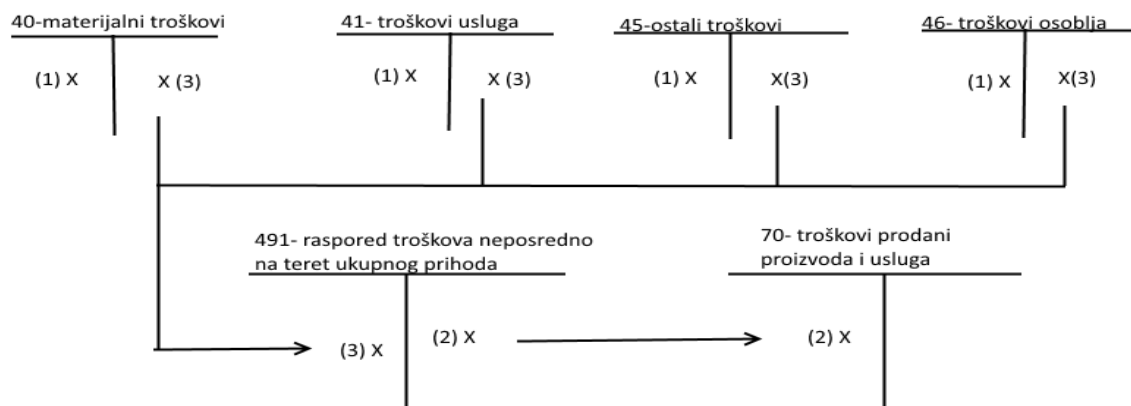 40-materijalni troškovi
41- troškovi usluga
45-ostali troškovi
46- troškovi osoblja
(1) X
X (3)
(1) X
X (3)
(1) X
X(3)
(1) X
X(3)
491- raspored troškova neposredno
na teret ukupnog prihoda
70- troškovi prodani
proizvoda i usluga
(3) X
(2) X
(2) X